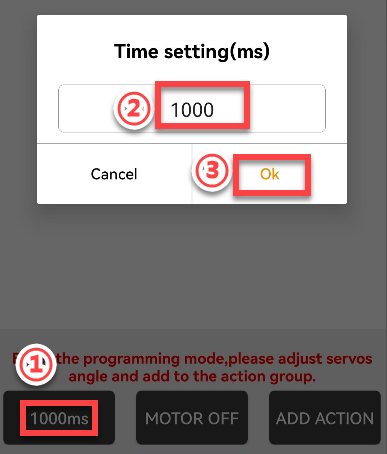 Time setting(ms)
② 1000
Cancel ③ Ok
①
the programming mode,please adjust servos
angle and add to the action group.
1000ms MOTOR OFF ADD ACTION